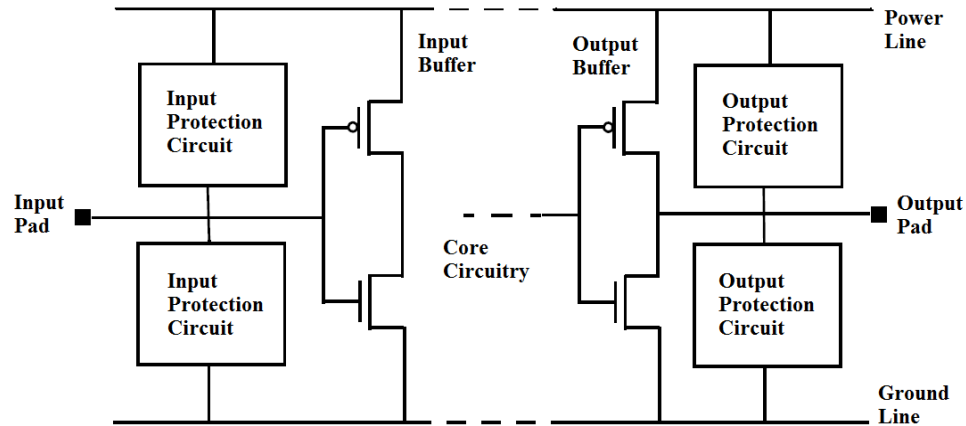 Input
Buffer
Output
Buffer
Power
Line
Input
Protection
Circuit
Output
Protection
Circuit
Input
Pad
Output
Pad
Core
Circuitry
Input
Protection
Circuit
Output
Protection
Circuit
Ground
Line